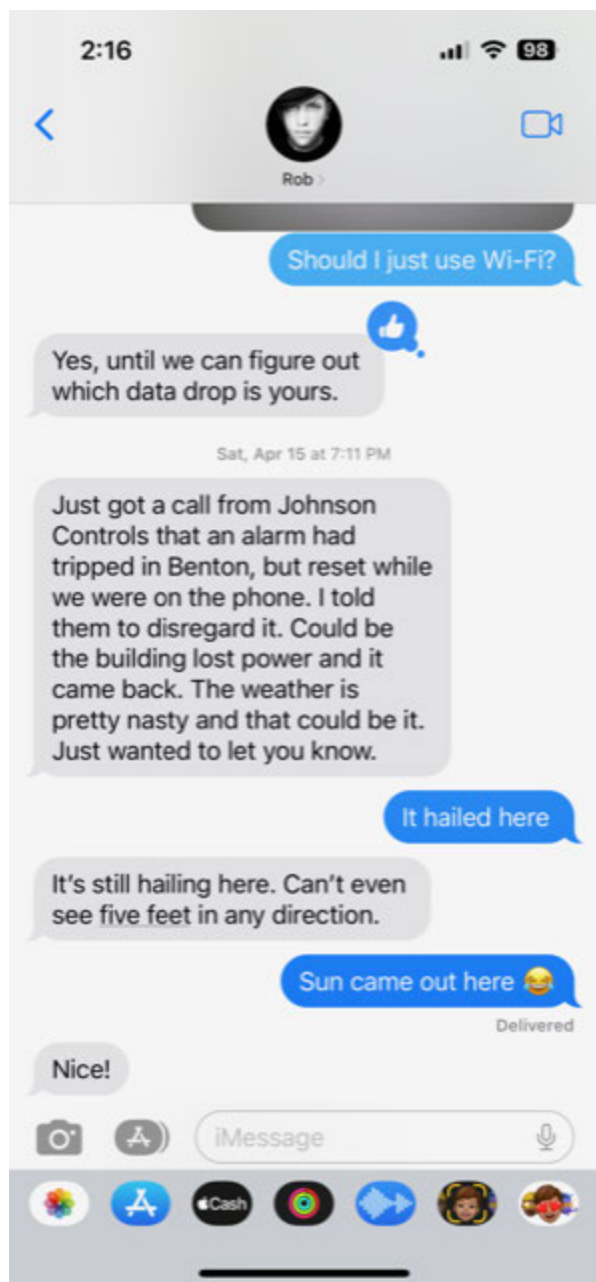 2:16
98
Rob
Should I just use Wi-Fi?
Yes, until we can figure out
which data drop is yours.
Sat, Apr 15 at 7:11 PM
Just got a call from Johnson
Controls that an alarm had
tripped in Benton, but reset while
we were on the phone. I told
them to disregard it. Could be
the building lost power and it
came back. The weather is
pretty nasty and that could be it.
Just wanted to let you know.
It hailed here
It's still hailing here. Can't even
see five feet in any direction.
Sun came out here 😂
Delivered
Nice!
iMessage
Cash